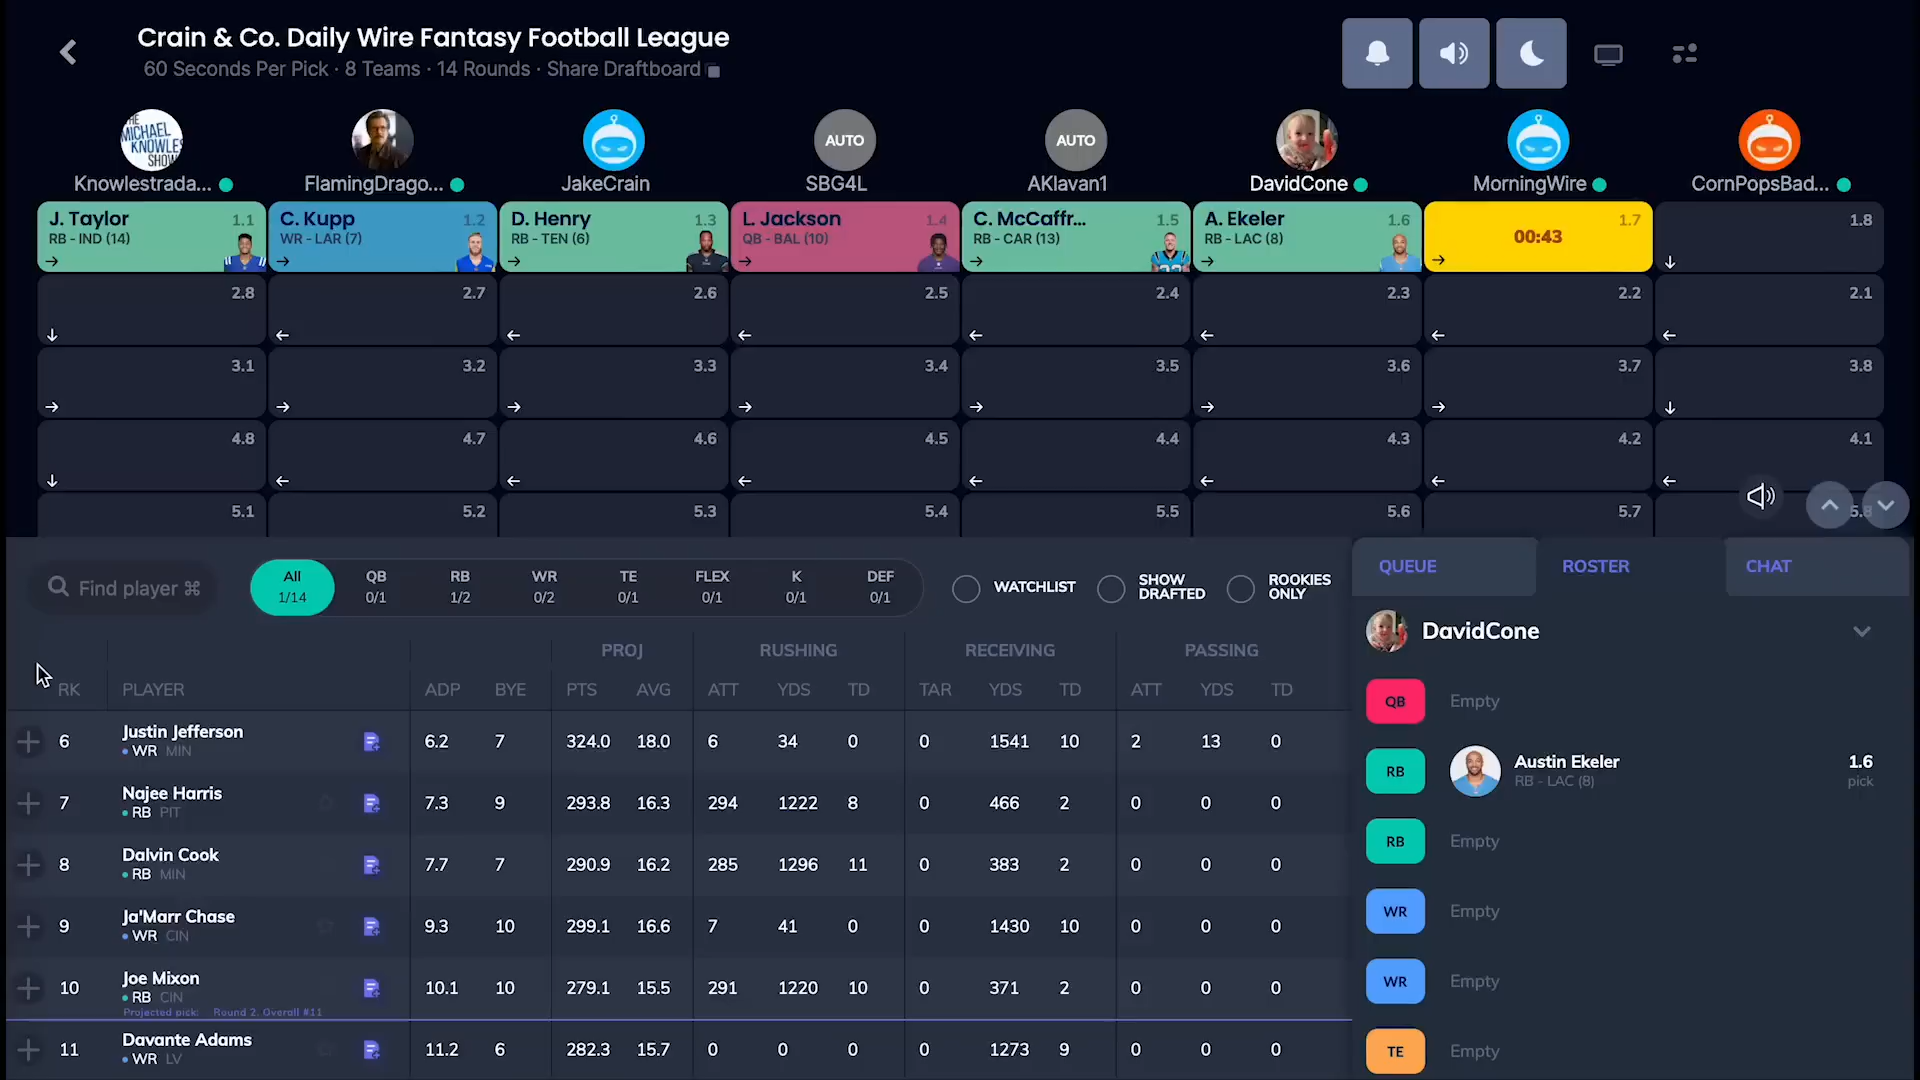 Crain & Co. Daily Wire Fantasy Football League
60 Seconds Per Pick · 8 Teams · 14 Rounds · Share Draftboard
THE MICHAEL KNOWLES SHOW
AUTO
AUTO
Knowlestrada...
FlamingDrago...
JakeCrain
SBG4L
AKlavan1
DavidCone
MorningWire
CornPopsBad...
J. Taylor 1.1
RB - IND (14)
C. Kupp 1.2
WR - LAR (7)
D. Henry 1.3
RB - TEN (6)
L. Jackson 1.4
QB - BAL (10)
C. McCaffr... 1.5
RB - CAR (13)
A. Ekeler 1.6
RB - LAC (8)
00:43 1.7
1.8
2.8 2.7 2.6 2.5 2.4 2.3 2.2 2.1
3.1 3.2 3.3 3.4 3.5 3.6 3.7 3.8
4.8 4.7 4.6 4.5 4.4 4.3 4.2 4.1
5.1 5.2 5.3 5.4 5.5 5.6 5.7 5.8
Find player ⌘
All 1/14
QB 0/1
RB 1/2
WR 0/2
TE 0/1
FLEX 0/1
K 0/1
DEF 0/1
WATCHLIST
SHOW DRAFTED
ROOKIES ONLY
PROJ RUSHING RECEIVING PASSING
RK PLAYER ADP BYE PTS AVG ATT YDS TD TAR YDS TD ATT YDS TD
6 Justin Jefferson 6.2 7 324.0 18.0 6 34 0 0 1541 10 2 13 0
WR MIN
7 Najee Harris 7.3 9 293.8 16.3 294 1222 8 0 466 2 0 0 0
RB PIT
8 Dalvin Cook 7.7 7 290.9 16.2 285 1296 11 0 383 2 0 0 0
RB MIN
9 Ja'Marr Chase 9.3 10 299.1 16.6 7 41 0 0 1430 10 0 0 0
WR CIN
10 Joe Mixon 10.1 10 279.1 15.5 291 1220 10 0 371 2 0 0 0
RB CIN
Projected pick: Round 2, Overall #11
11 Davante Adams 11.2 6 282.3 15.7 0 0 0 0 1273 9 0 0 0
WR LV
QUEUE ROSTER CHAT
DavidCone
QB Empty
RB Austin Ekeler 1.6
RB - LAC (8) pick
RB Empty
WR Empty
WR Empty
TE Empty